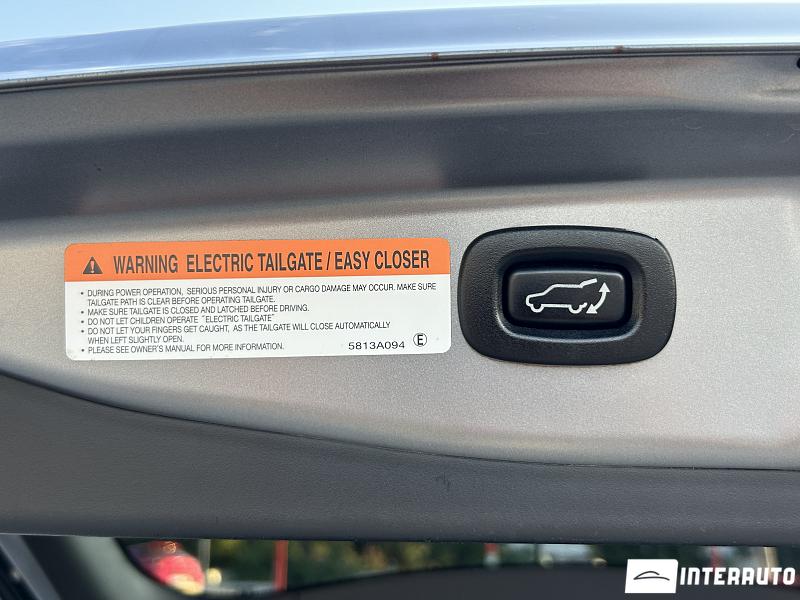 WARNING ELECTRIC TAILGATE / EASY CLOSER
• DURING POWER OPERATION, SERIOUS PERSONAL INJURY OR CARGO DAMAGE MAY OCCUR. MAKE SURE
TAILGATE PATH IS CLEAR BEFORE OPERATING TAILGATE.
• MAKE SURE TAILGATE IS CLOSED AND LATCHED BEFORE DRIVING.
• DO NOT LET CHILDREN OPERATE "ELECTRIC TAILGATE"
• DO NOT LET YOUR FINGERS GET CAUGHT, AS THE TAILGATE WILL CLOSE AUTOMATICALLY
WHEN LEFT SLIGHTLY OPEN.
• PLEASE SEE OWNER'S MANUAL FOR MORE INFORMATION.
5813A094 Ⓔ
INTERAUTO